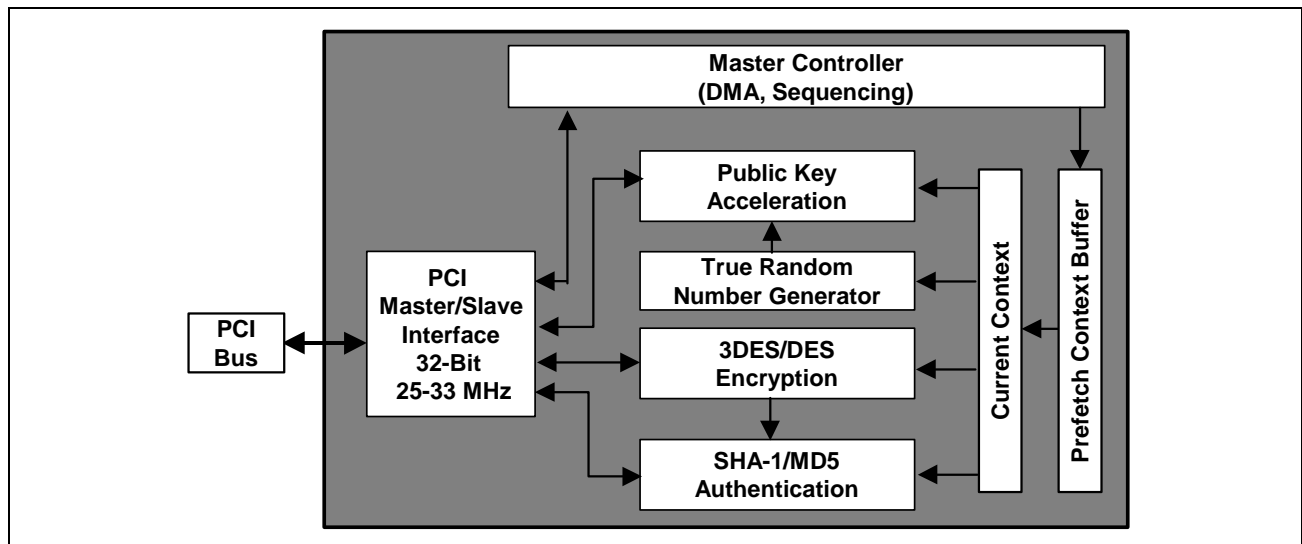 Master Controller
(DMA, Sequencing)
Public Key
Acceleration
True Random
Number Generator
3DES/DES
Encryption
SHA-1/MD5
Authentication
PCI
Master/Slave
Interface
32-Bit
25-33 MHz
PCI
Bus
Current Context
Prefetch Context Buffer